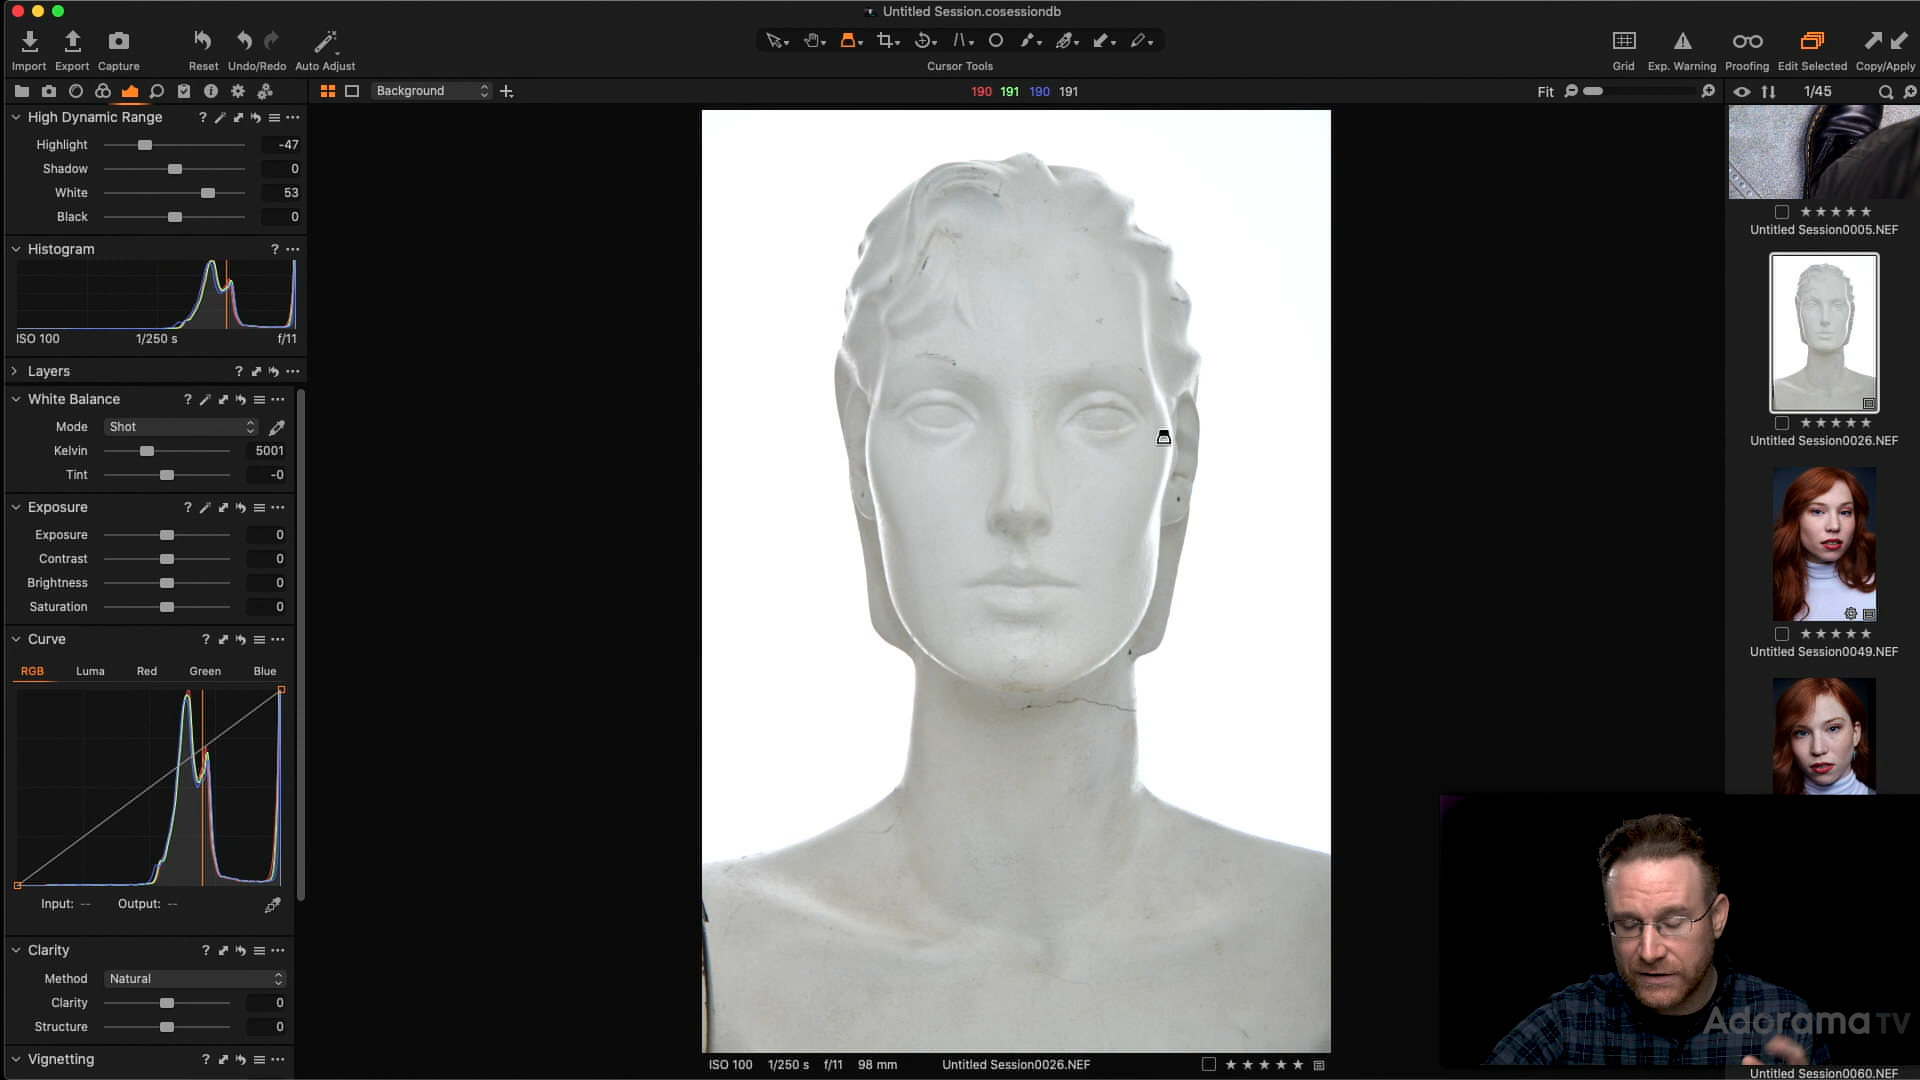 Untitled Session.cosessiondb
Import
Export
Capture
Reset
Undo/Redo
Auto Adjust
Cursor Tools
Grid
Exp. Warning
Proofing
Edit Selected
Copy/Apply
Background
190 191 190 191
Fit
1/45
High Dynamic Range
Highlight -47
Shadow 0
White 53
Black 0
Histogram
ISO 100 1/250 s f/11
Layers
White Balance
Mode Shot
Kelvin 5001
Tint -0
Exposure
Exposure 0
Contrast 0
Brightness 0
Saturation 0
Curve
RGB Luma Red Green Blue
Input: -- Output: --
Clarity
Method Natural
Clarity 0
Structure 0
Vignetting
ISO 100 1/250 s f/11 98 mm Untitled Session0026.NEF
Untitled Session0005.NEF
Untitled Session0026.NEF
Untitled Session0049.NEF
Adorama TV
Untitled Session0060.NEF